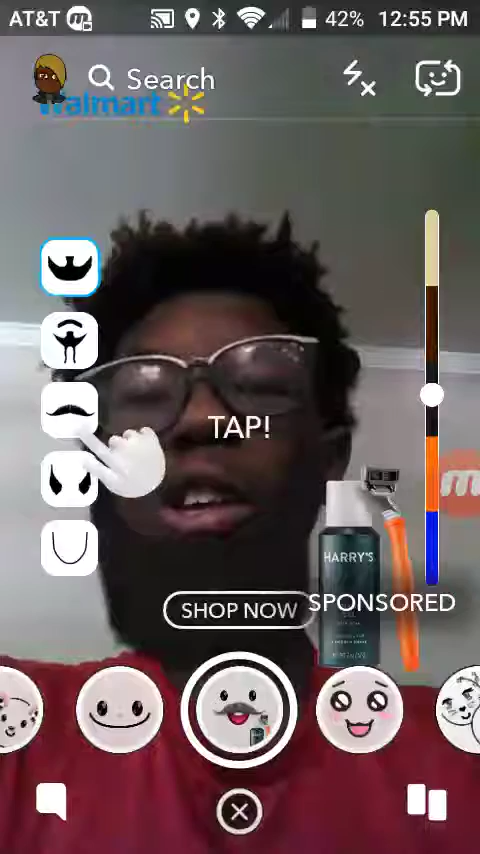 AT&T 42% 12:55 PM
Search
Walmart
TAP!
HARRY'S
SHOP NOW
SPONSORED